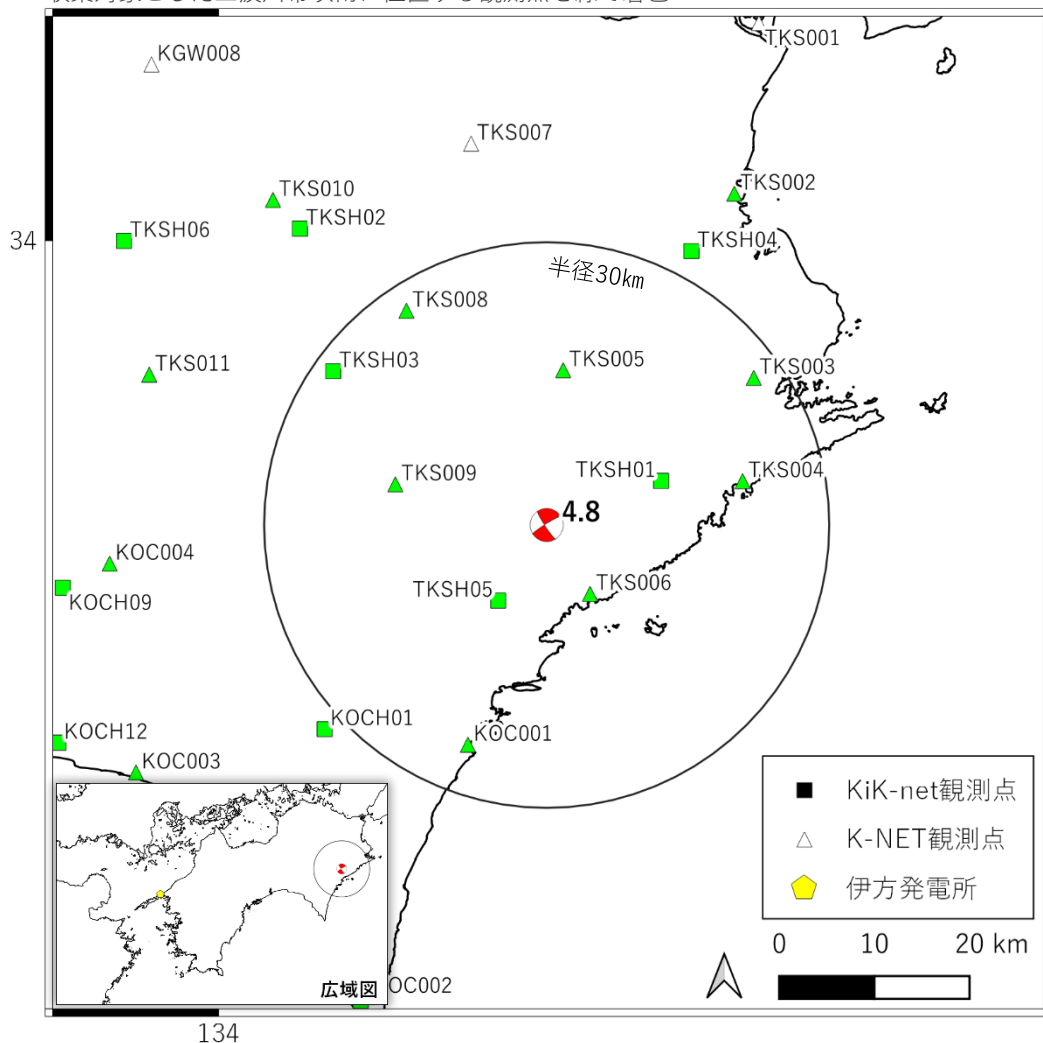 KGW008
TKS001
TKS007
TKS010
TKS002
TKSH02
TKSH06
TKSH04
34
半径30km
TKS008
TKSH03
TKS005
TKS003
TKS011
TKS009
TKSH01
TKS004
4.8
KOC004
TKSH05
TKS006
KOCH09
KOCH01
KOCH12
KOC001
KOC003
KiK-net観測点
K-NET観測点
伊方発電所
0 10 20 km
広域図
OC002
134